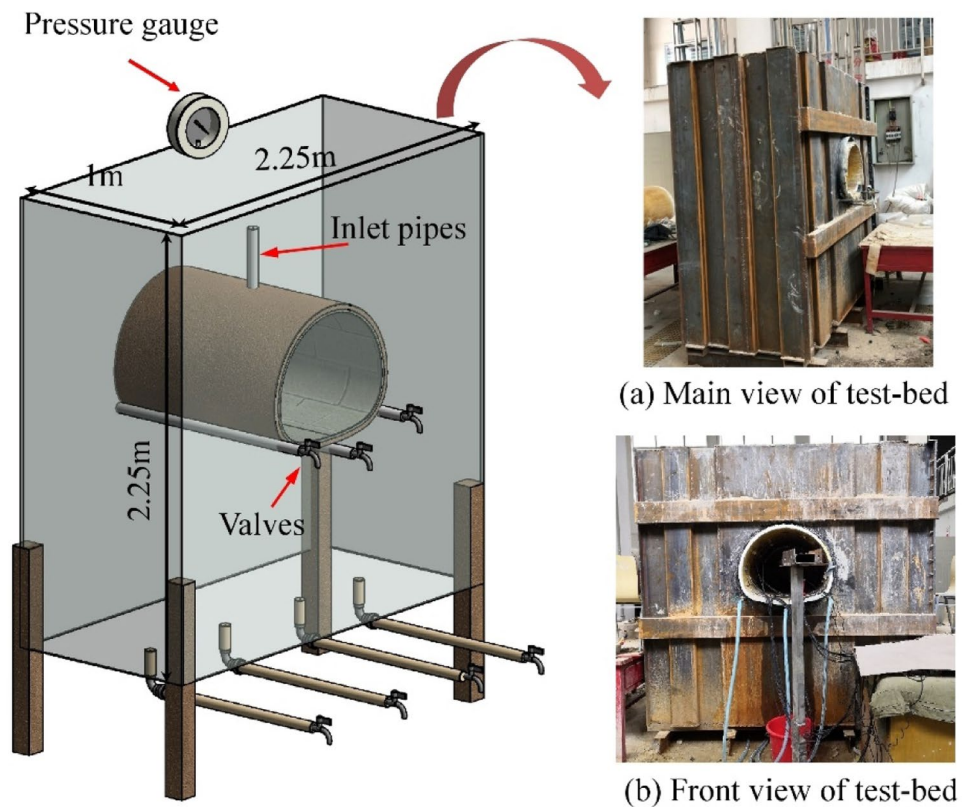 Pressure gauge
1m
2.25m
Inlet pipes
2.25m
Valves
(a) Main view of test-bed
(b) Front view of test-bed